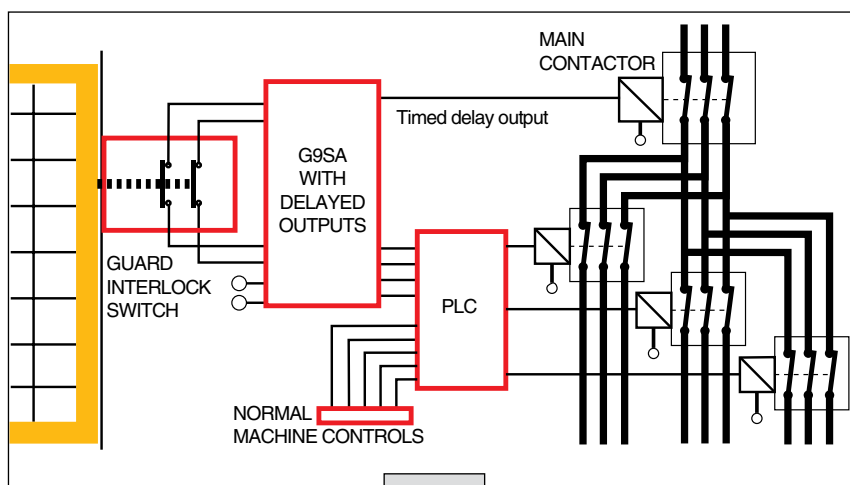 MAIN
CONTACTOR
Timed delay output
G9SA
WITH
DELAYED
OUTPUTS
GUARD
INTERLOCK
SWITCH
PLC
NORMAL
MACHINE CONTROLS